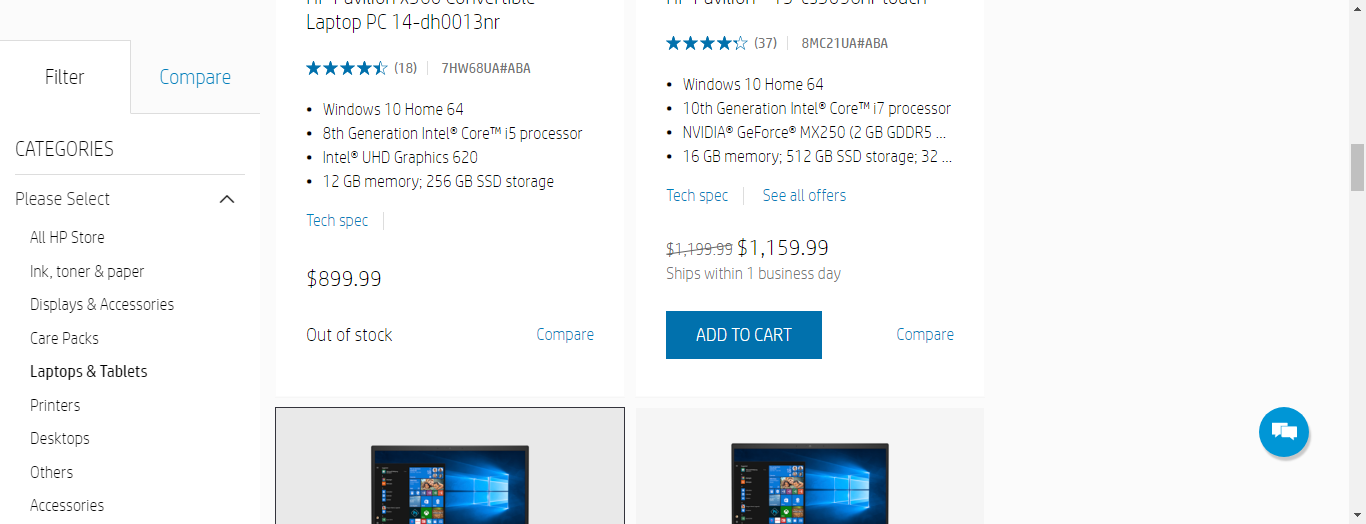 Laptop PC 14-dh0013nr
(18) 7HW68UA#ABA
Windows 10 Home 64
8th Generation Intel® Core™ i5 processor
Intel® UHD Graphics 620
12 GB memory; 256 GB SSD storage
Tech spec
$899.99
Out of stock
Compare
(37) 8MC21UA#ABA
Windows 10 Home 64
10th Generation Intel® Core™ i7 processor
NVIDIA® GeForce® MX250 (2 GB GDDR5 ...
16 GB memory; 512 GB SSD storage; 32 ...
Tech spec See all offers
$1,199.99 $1,159.99
Ships within 1 business day
ADD TO CART
Compare
Filter
Compare
CATEGORIES
Please Select
All HP Store
Ink, toner & paper
Displays & Accessories
Care Packs
Laptops & Tablets
Printers
Desktops
Others
Accessories